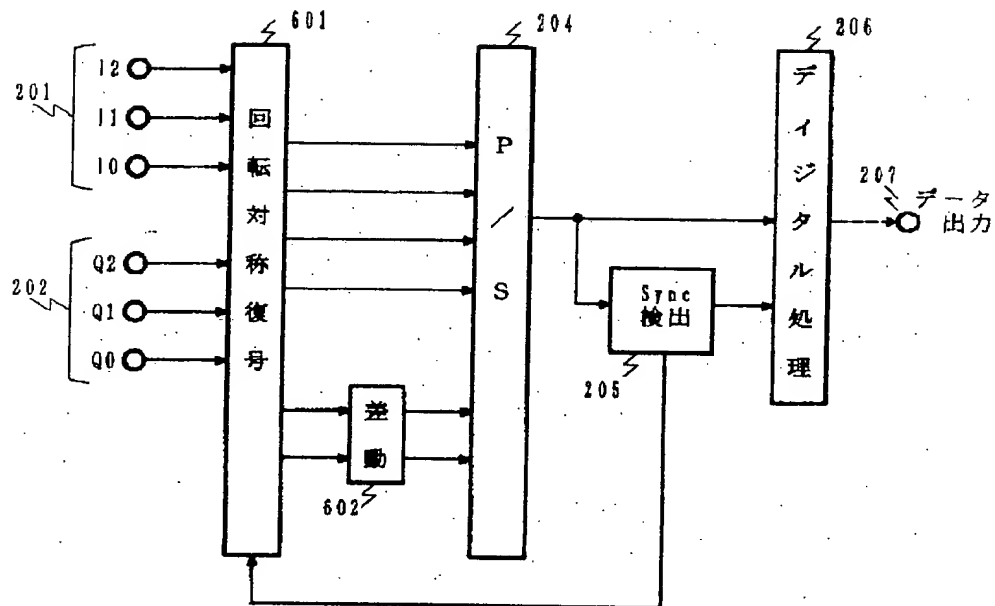 601
204
206
201
I2
I1
I0
202
Q2
Q1
Q0
回転対称復号
P/S
差動
602
Sync
検出
205
ディジタル処理
207
データ
出力